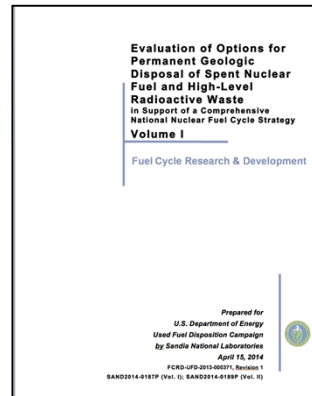 Evaluation of Options for
Permanent Geologic
Disposal of Spent Nuclear
Fuel and High-Level
Radioactive Waste
in Support of a Comprehensive
National Nuclear Fuel Cycle Strategy
Volume I
Fuel Cycle Research & Development
Prepared for
U.S. Department of Energy
Used Fuel Disposition Campaign
by Sandia National Laboratories
April 15, 2014
FCRD-UFD-2013-000371, Revision 1
SAND2014-0187P (Vol. I); SAND2014-0189P (Vol. II)